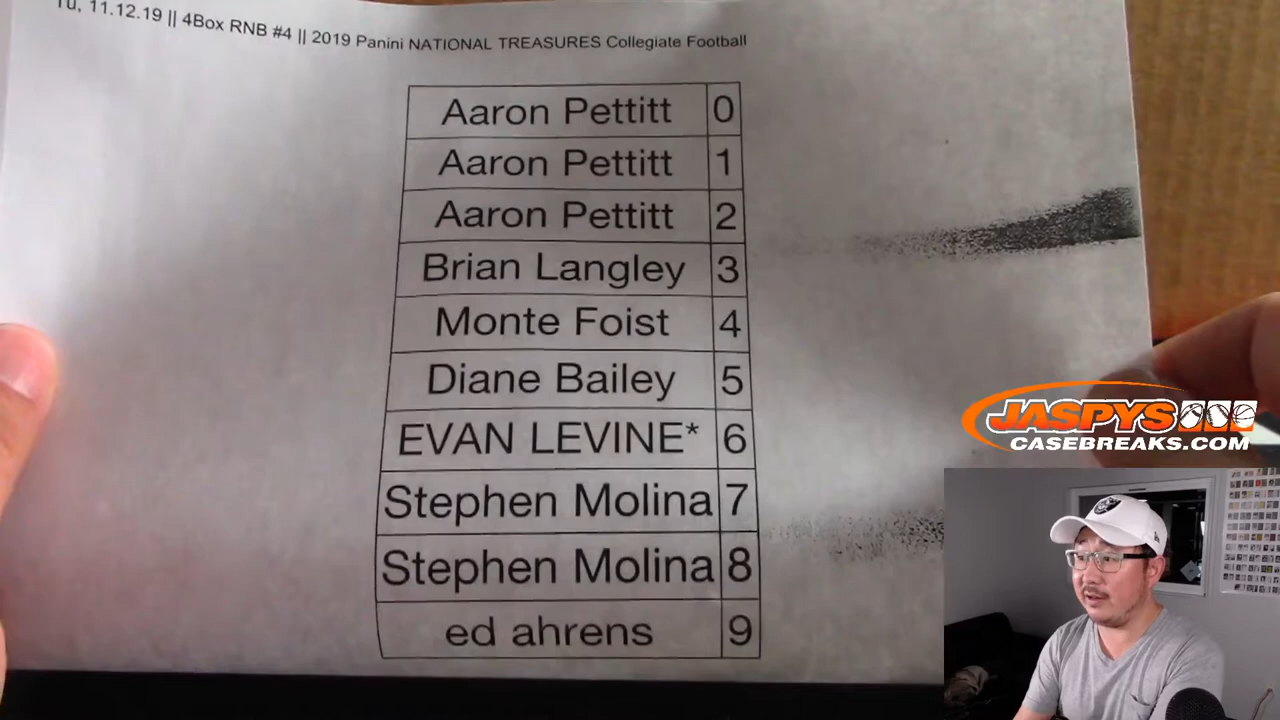 Tu, 11.12.19 || 4Box RNB #4 || 2019 Panini NATIONAL TREASURES Collegiate Football
Aaron Pettitt 0
Aaron Pettitt 1
Aaron Pettitt 2
Brian Langley 3
Monte Foist 4
Diane Bailey 5
EVAN LEVINE* 6
Stephen Molina 7
Stephen Molina 8
ed ahrens 9
JASPYS
CASEBREAKS.COM